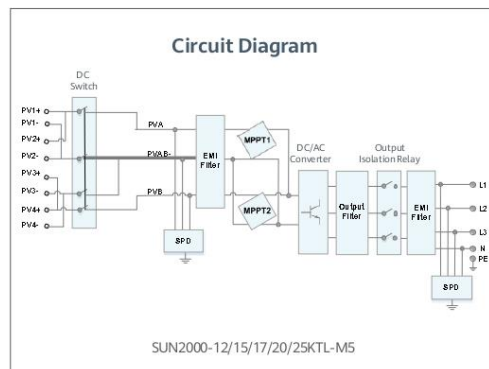 Circuit Diagram
DC
Switch
PV1+
PV1-
PV2+
PV2-
PV3+
PV3-
PV4+
PV4-
PVA
PVAB-
PVB
EMI
Filter
SPD
MPPT1
MPPT2
DC/AC
Converter
Output
Filter
Output
Isolation Relay
EMI
Filter
L1
L2
L3
N
PE
SPD
SUN2000-12/15/17/20/25KTL-M5